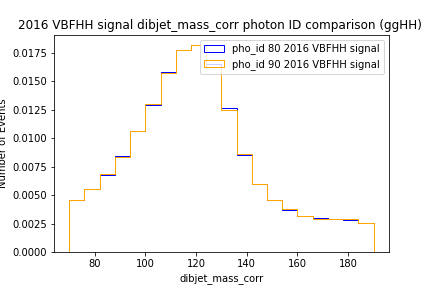 2016 VBFHH signal dibjet_mass_corr photon ID comparison (ggHH)
pho_id 80 2016 VBFHH signal
pho_id 90 2016 VBFHH signal
0.0175
0.0150
0.0125
0.0100
0.0075
0.0050
0.0025
0.0000
Number of Events
80 100 120 140 160 180
dibjet_mass_corr